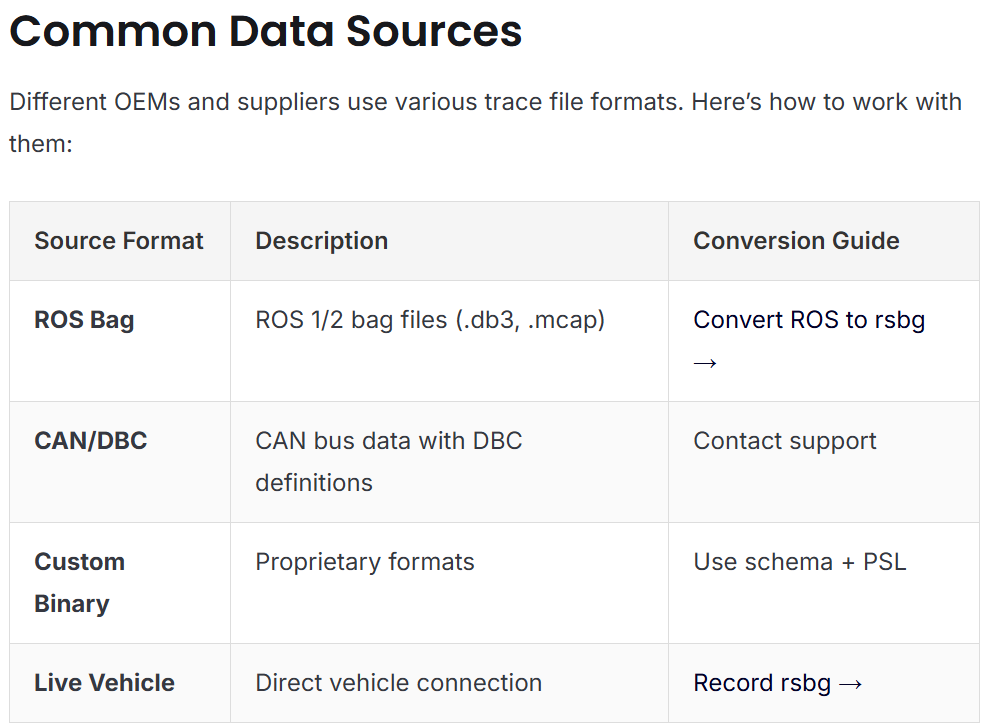 Common Data Sources
Different OEMs and suppliers use various trace file formats. Here’s how to work with
them:
Source Format Description Conversion Guide
ROS Bag ROS 1/2 bag files (.db3, .mcap) Convert ROS to rsbg
→
CAN/DBC CAN bus data with DBC Contact support
definitions
Custom Proprietary formats Use schema + PSL
Binary
Live Vehicle Direct vehicle connection Record rsbg →